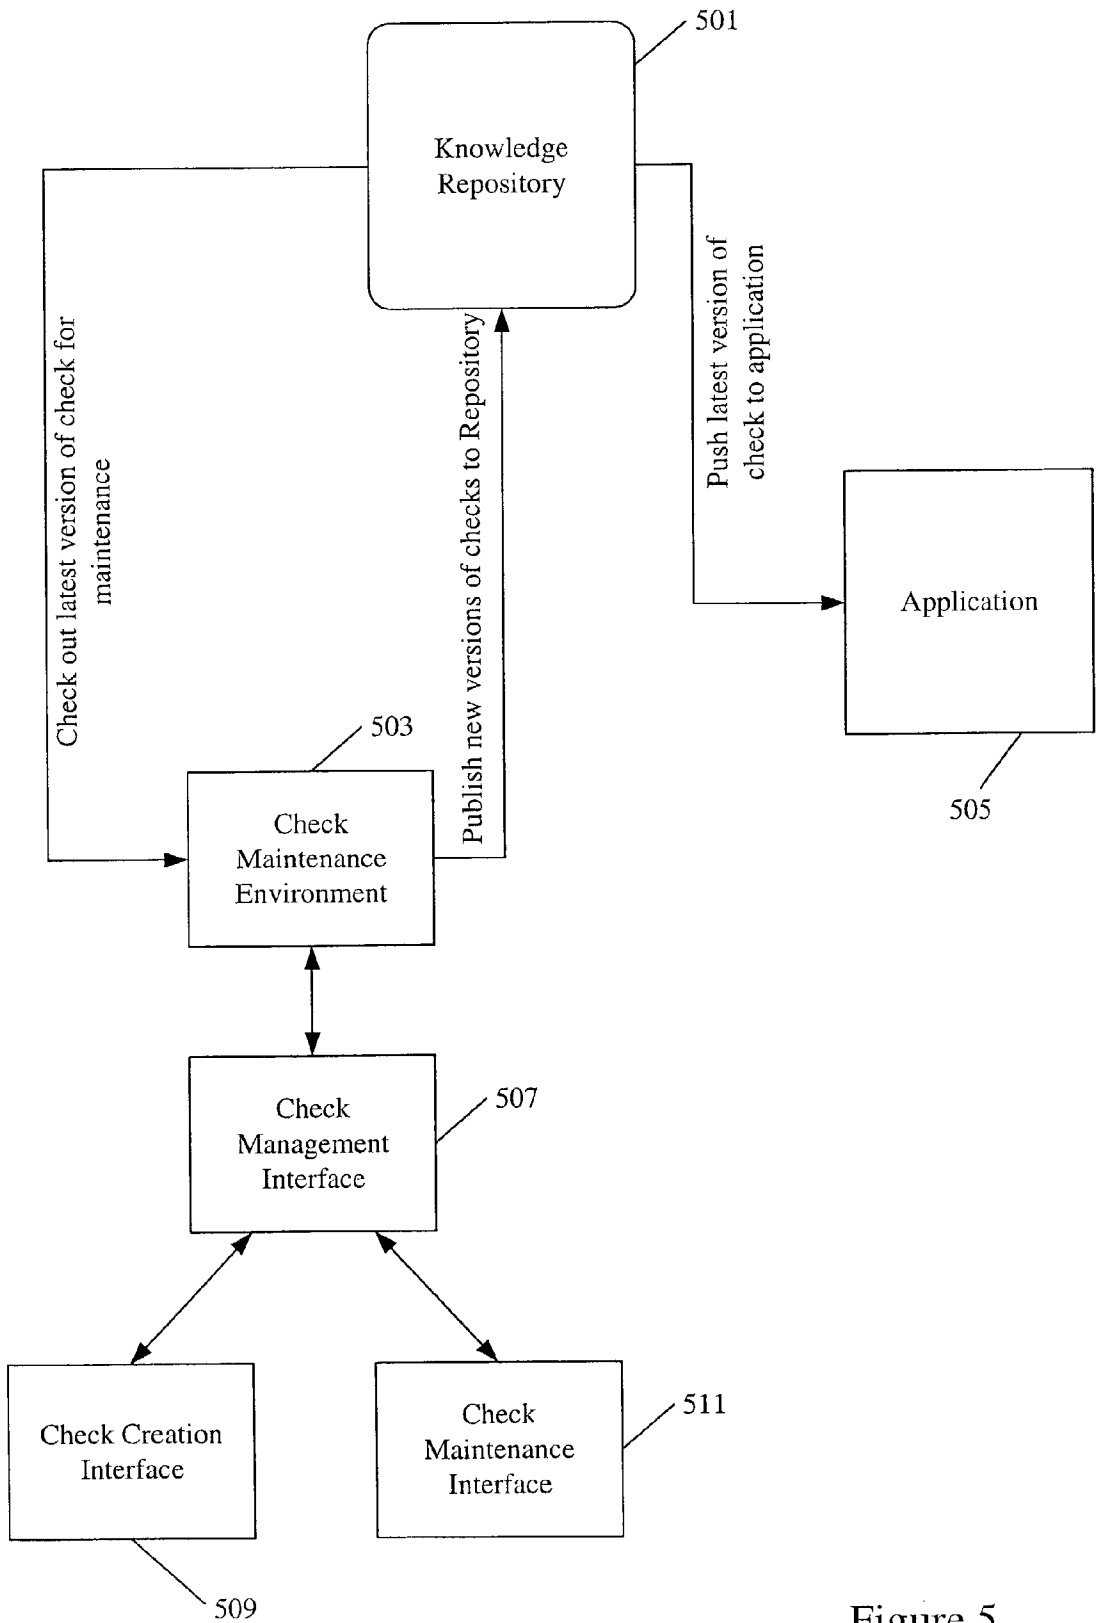 501
Knowledge
Repository
Check out latest version of check for
maintenance
Publish new versions of checks to Repository
Push latest version of
check to application
Application
505
503
Check
Maintenance
Environment
Check
Management
Interface
507
Check Creation
Interface
509
Check
Maintenance
Interface
511
Figure 5